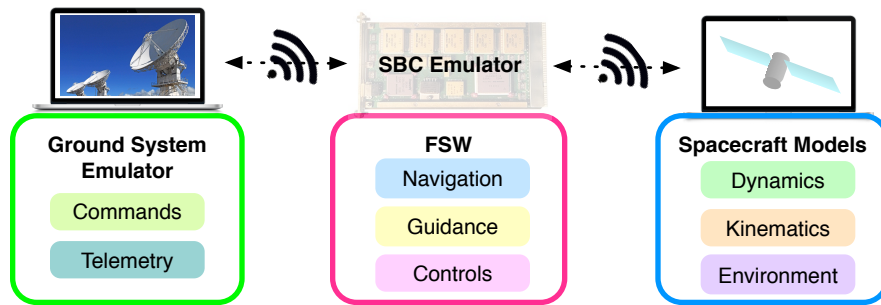 SBC Emulator
Ground System
Emulator
Commands
Telemetry
FSW
Navigation
Guidance
Controls
Spacecraft Models
Dynamics
Kinematics
Environment